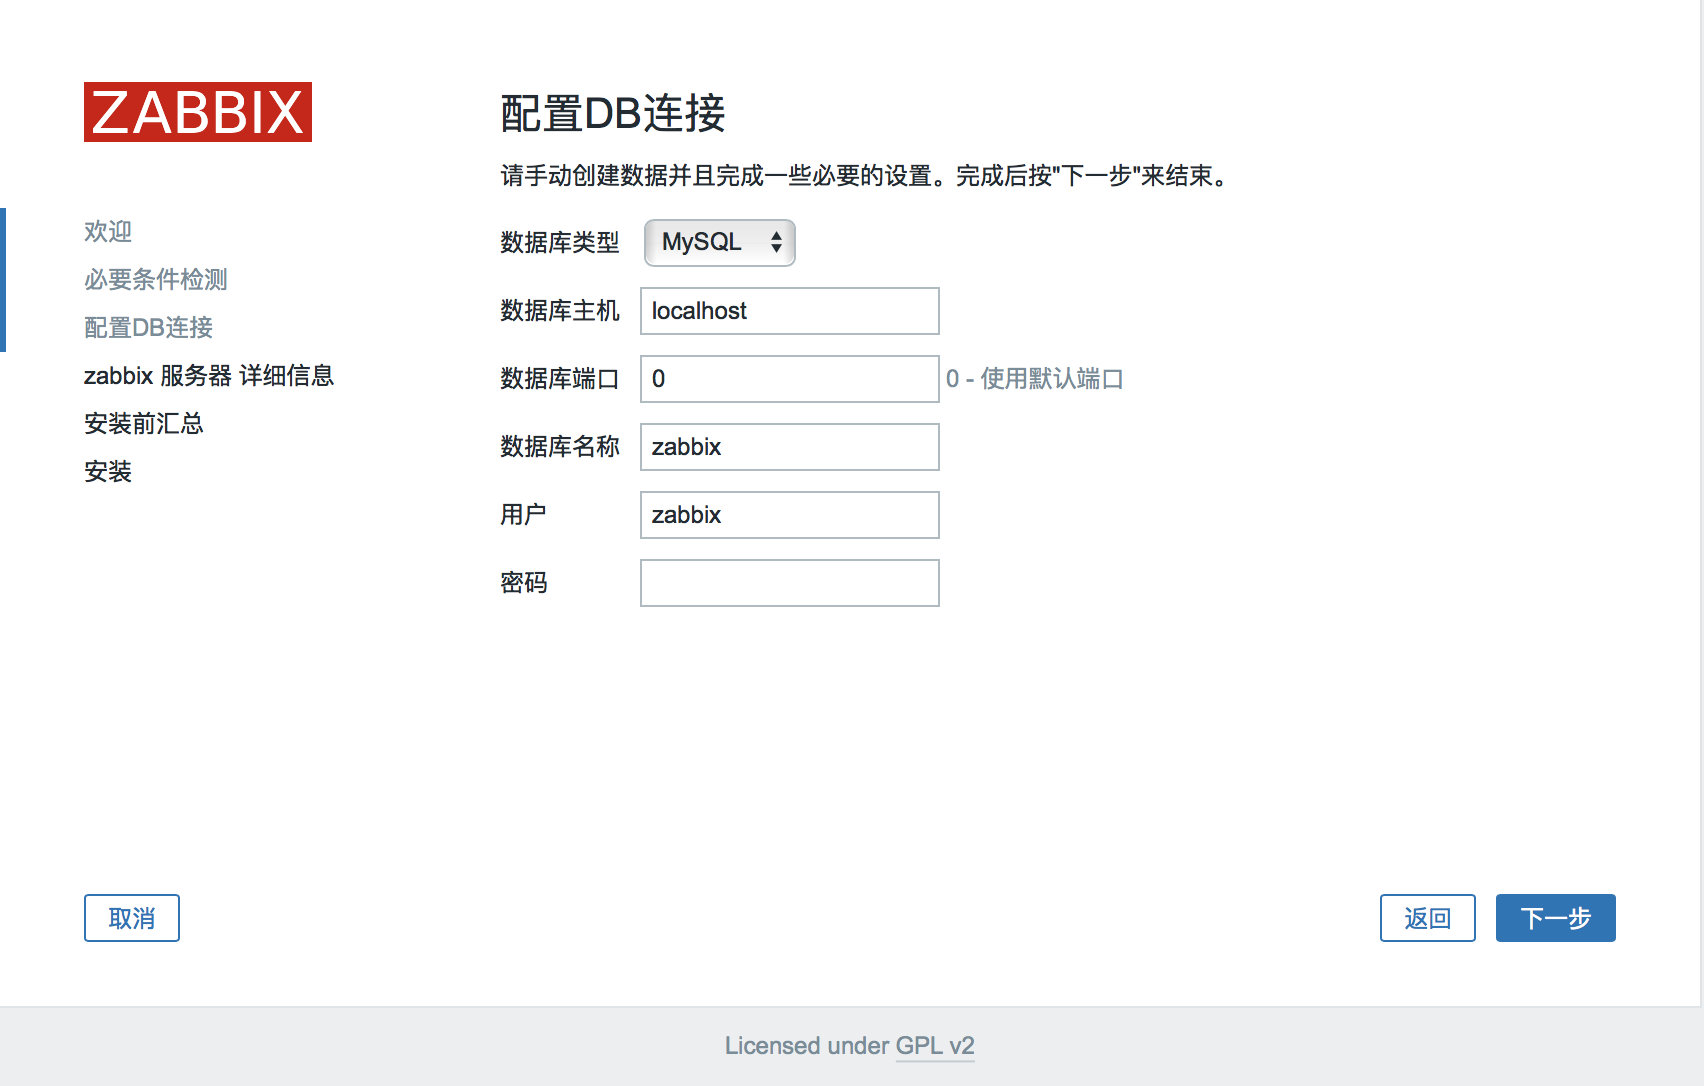 ZABBIX
欢迎
必要条件检测
配置DB连接
zabbix 服务器 详细信息
安装前汇总
安装
配置DB连接
请手动创建数据并且完成一些必要的设置。完成后按"下一步"来结束。
数据库类型 MySQL
数据库主机 localhost
数据库端口 0 0 - 使用默认端口
数据库名称 zabbix
用户 zabbix
密码
取消 返回 下一步
Licensed under GPL v2